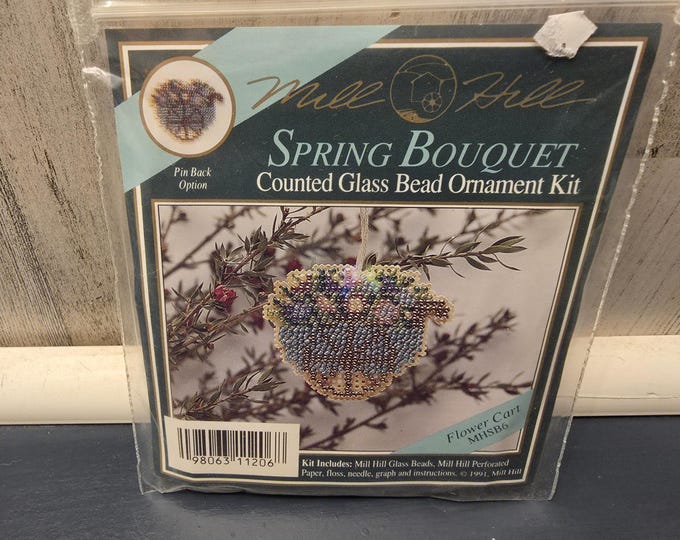 Mill Hill
SPRING BOUQUET
Counted Glass Bead Ornament Kit
Pin Back
Option
Flower Cart
MHSB6
98063 11206
Kit Includes: Mill Hill Glass Beads, Mill Hill Perforated
Paper, floss, needle, graph and instructions. © 1991, Mill Hill